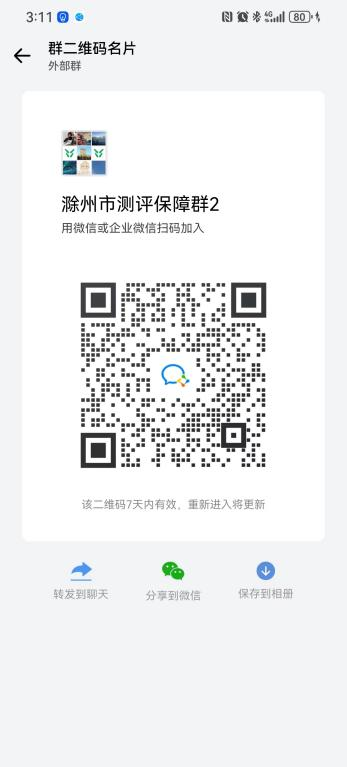 3:11
4G
80
群二维码名片
外部群
滁州市测评保障群2
用微信或企业微信扫码加入
该二维码7天内有效，重新进入将更新
转发到聊天
分享到微信
保存到相册